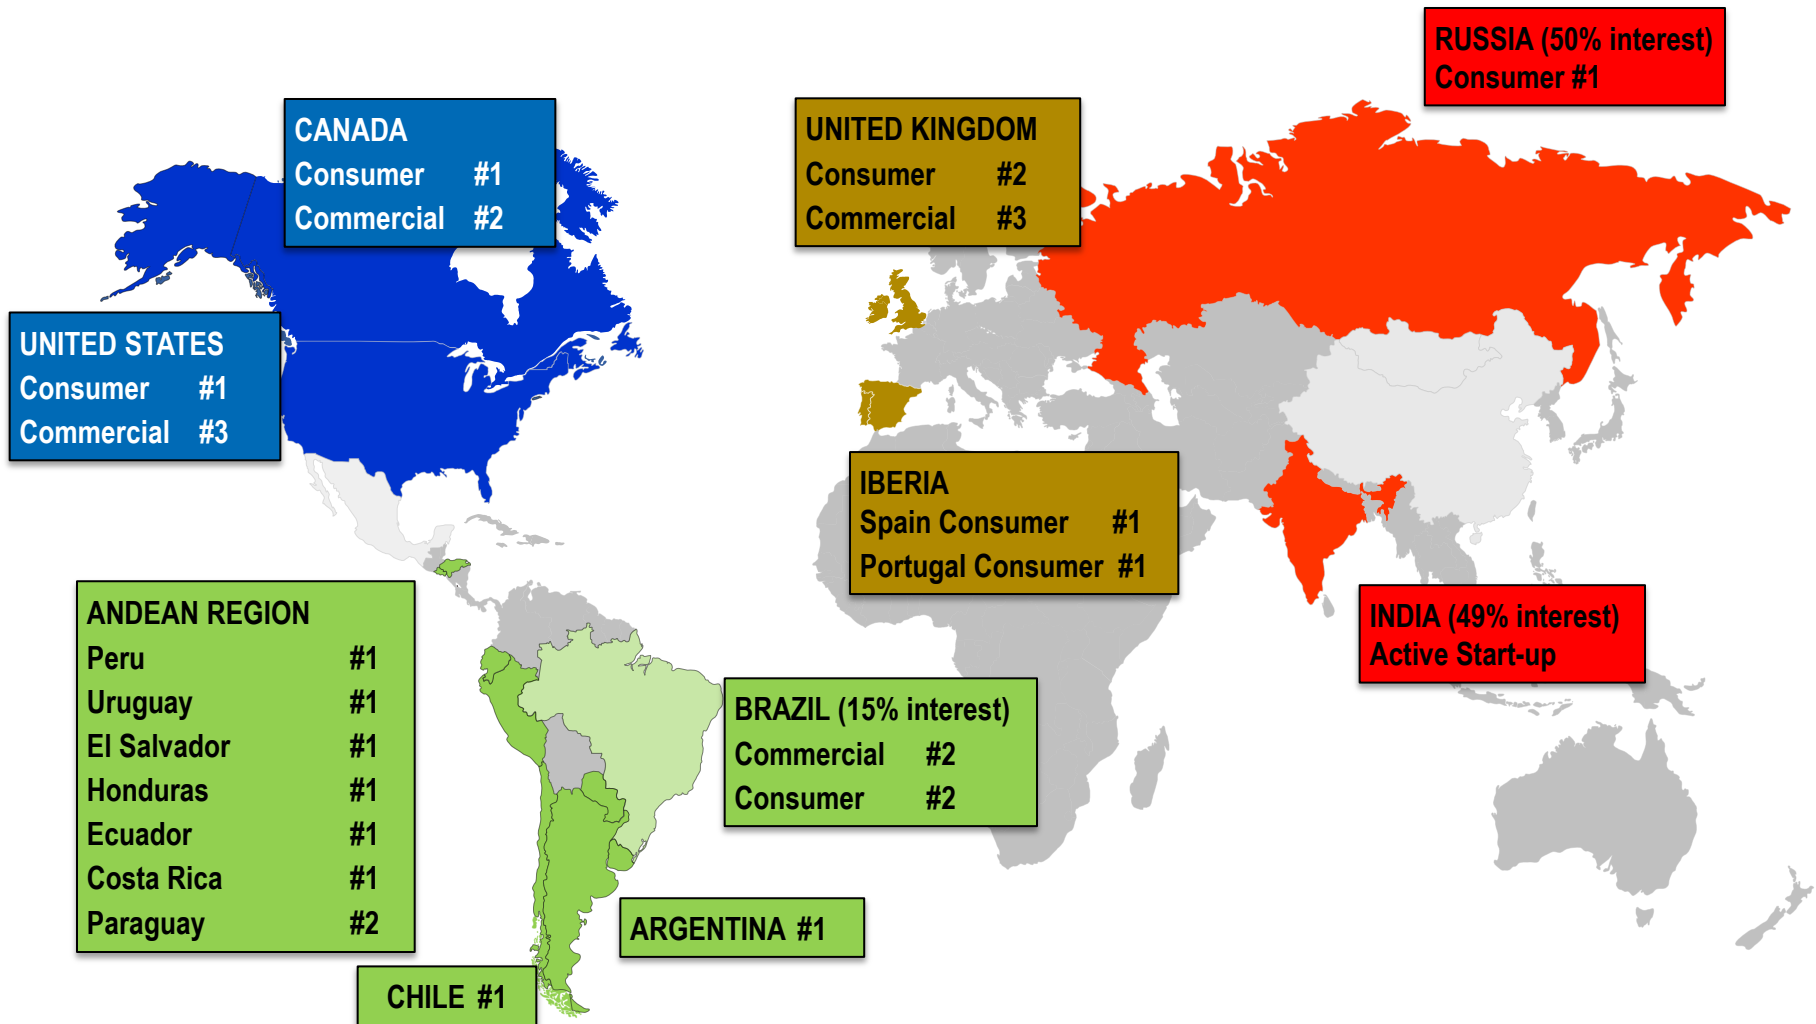 RUSSIA (50% interest)
Consumer #1
CANADA
Consumer #1
Commercial #2
UNITED KINGDOM
Consumer #2
Commercial #3
UNITED STATES
Consumer #1
Commercial #3
IBERIA
Spain Consumer #1
Portugal Consumer #1
ANDEAN REGION
Peru #1
Uruguay #1
El Salvador #1
Honduras #1
Ecuador #1
Costa Rica #1
Paraguay #2
BRAZIL (15% interest)
Commercial #2
Consumer #2
INDIA (49% interest)
Active Start-up
ARGENTINA #1
CHILE #1